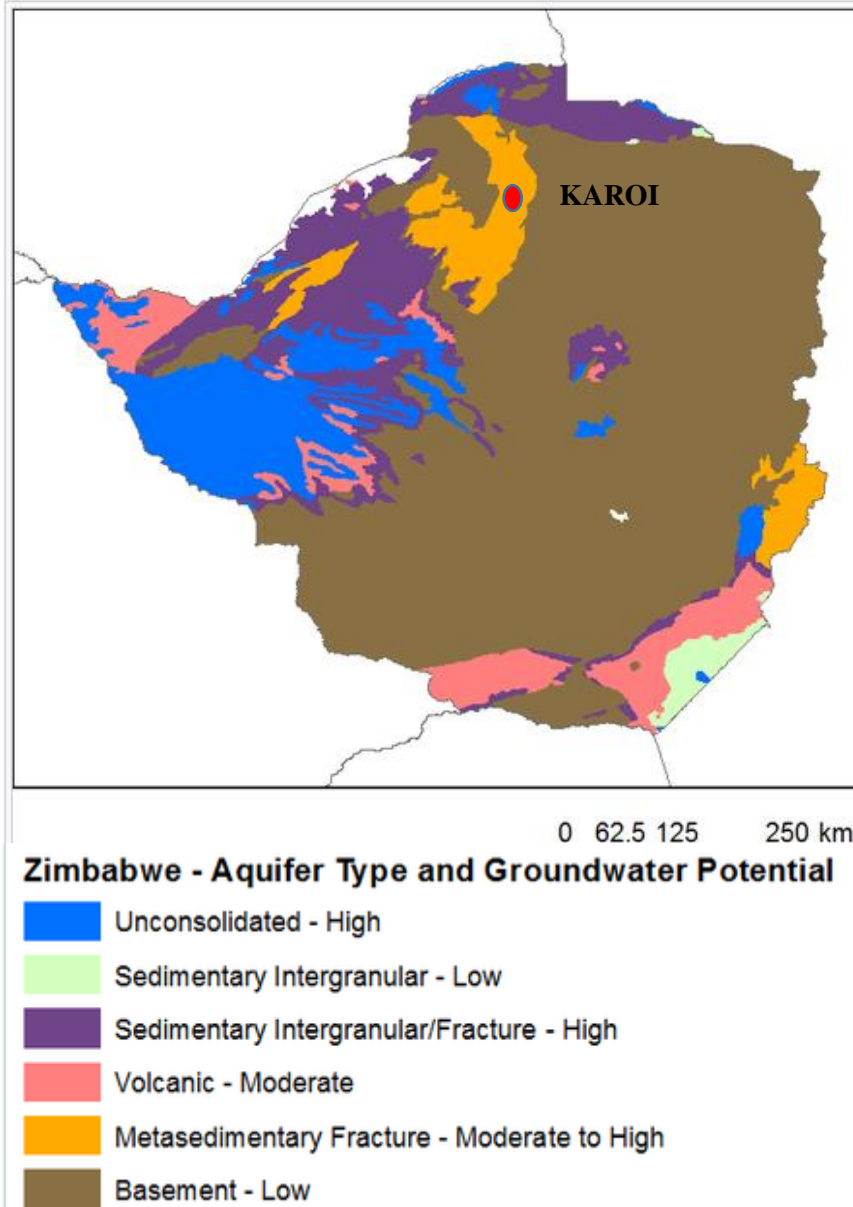 KAROI
0 62.5 125 250 km
Zimbabwe - Aquifer Type and Groundwater Potential
Unconsolidated - High
Sedimentary Intergranular - Low
Sedimentary Intergranular/Fracture - High
Volcanic - Moderate
Metasedimentary Fracture - Moderate to High
Basement - Low